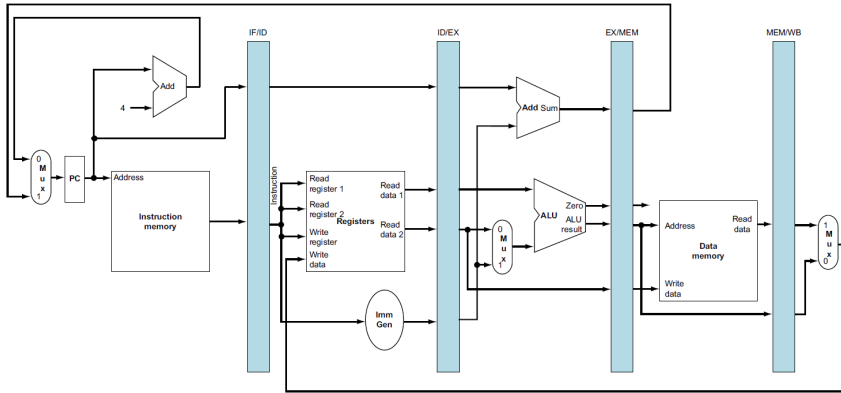 IF/ID
ID/EX
EX/MEM
MEM/WB
Add
4
Add Sum
0
M
u
x
1
PC
Address
Instruction
memory
Instruction
Read
register 1
Read
register 2
Write
register
Write
data
Registers
Read
data 1
Read
data 2
Imm
Gen
0
M
u
x
1
ALU
Zero
ALU
result
Address
Write
data
Read
data
Data
memory
1
M
u
x
0